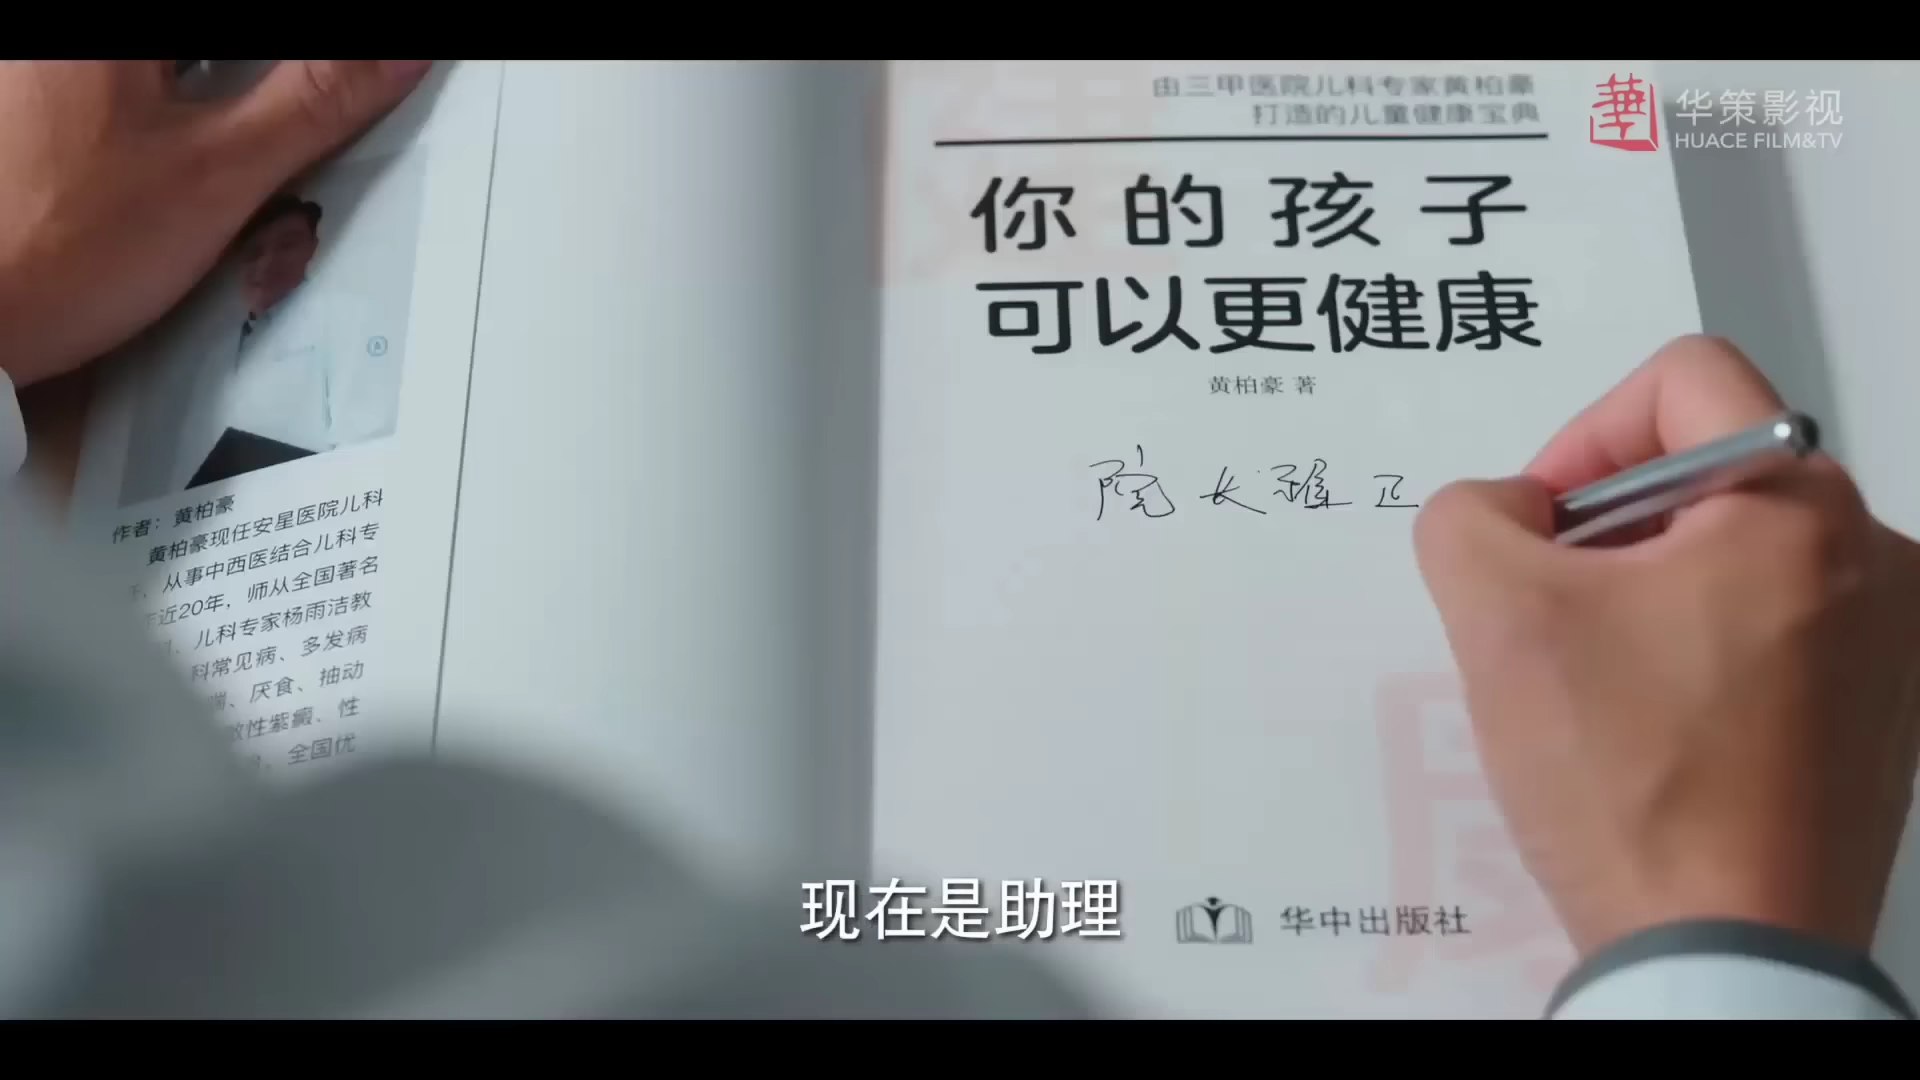 由三甲医院儿科专家黄柏豪
打造的儿童健康宝典
华策影视
HUACE FILM&TV
你的孩子
可以更健康
黄柏豪 著
院长雅正
作者：黄柏豪
黄柏豪现任安星医院儿科
从事中西医结合儿科专
近20年，师从全国著名
儿科专家杨雨洁教
科常见病、多发病
喘、厌食、抽动
敏性紫癜、性
全国优
现在是助理
华中出版社